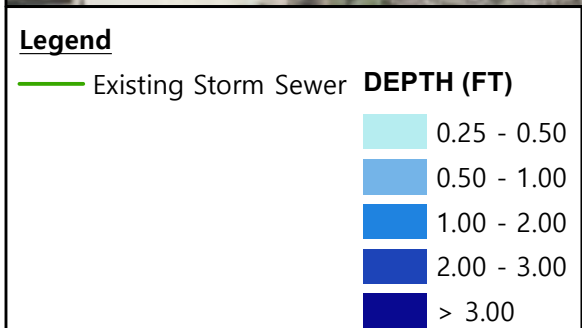 Legend
Existing Storm Sewer
DEPTH (FT)
0.25 - 0.50
0.50 - 1.00
1.00 - 2.00
2.00 - 3.00
> 3.00